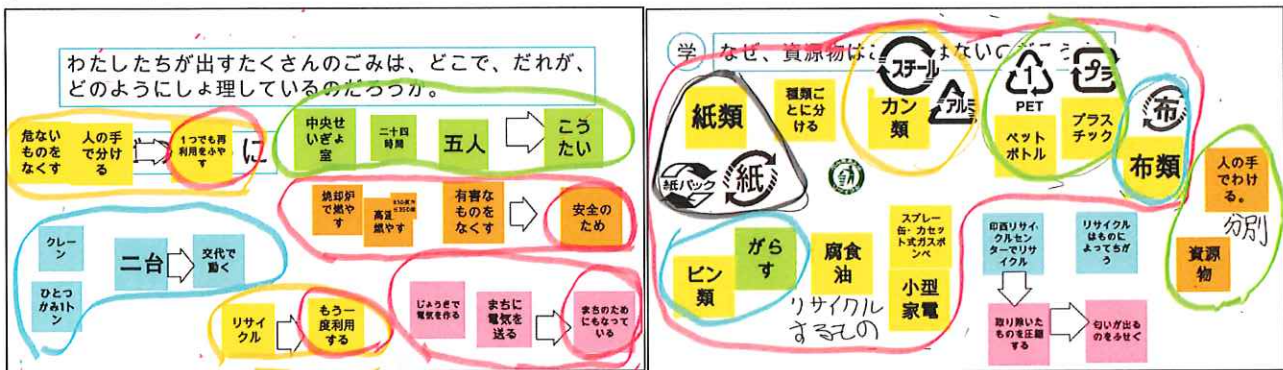 わたしたちが出すたくさんのごみは、どこで、だれが、
どのようにしょ理しているのだろうか。
危ない
ものを
なくす
人の手
で分け
る
1つでも再
利用をふや
す
に
中央せ
いぎょ
室
二十四
時間
五人
こう
たい
焼却炉
で燃や
す
高温
燃やす
有害な
ものを
なくす
安全の
ため
クレー
ン
ひとつ
かみ1ト
ン
二台
交代で
動く
リサイ
クル
もう一
度利用
する
じょうきで
電気を作る
まちに
電気を
送る
まちのため
にもなって
いる
学
なぜ、資源物は
紙類
紙パック
紙
種類ご
とに分
ける
スチール
カン
類
アルミ
1
PET
ペット
ボトル
プラ
プラス
チック
布
布類
人の手
でわけ
る。
分別
資源
物
ビン
類
がら
す
腐食
油
スプレー
缶・カセッ
ト式ガスボ
ンベ
小型
家電
リサイクル
するもの
印西リサイ
クルセン
ターでリサ
イクル
リサイクル
はものに
よってちが
う
取り除いた
ものを圧縮
する
匂いが出る
のをふせぐ